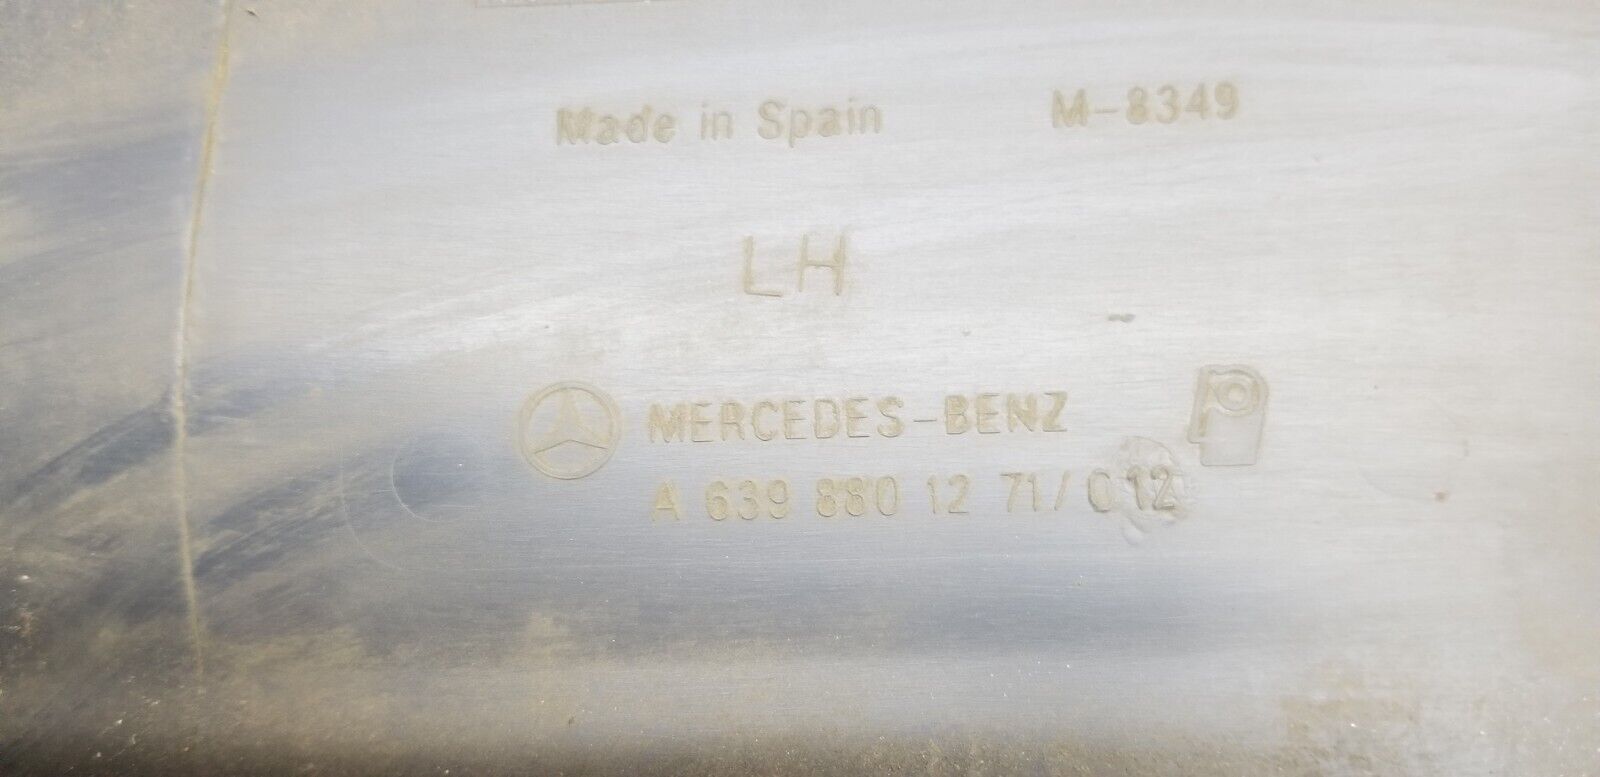 Made in Spain M-8349
LH
MERCEDES-BENZ
A 639 880 12 71/012